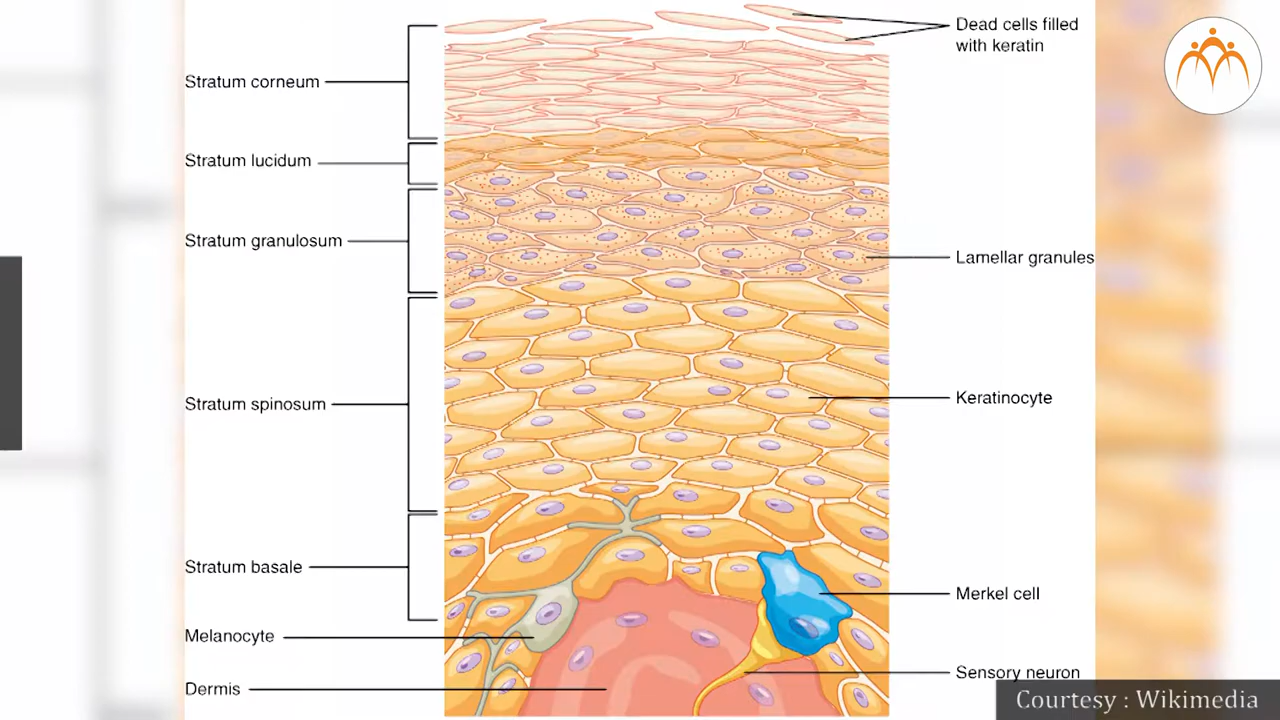 Dead cells filled
with keratin
Stratum corneum
Stratum lucidum
Stratum granulosum
Lamellar granules
Stratum spinosum
Keratinocyte
Stratum basale
Merkel cell
Melanocyte
Sensory neuron
Dermis
Courtesy : Wikimedia